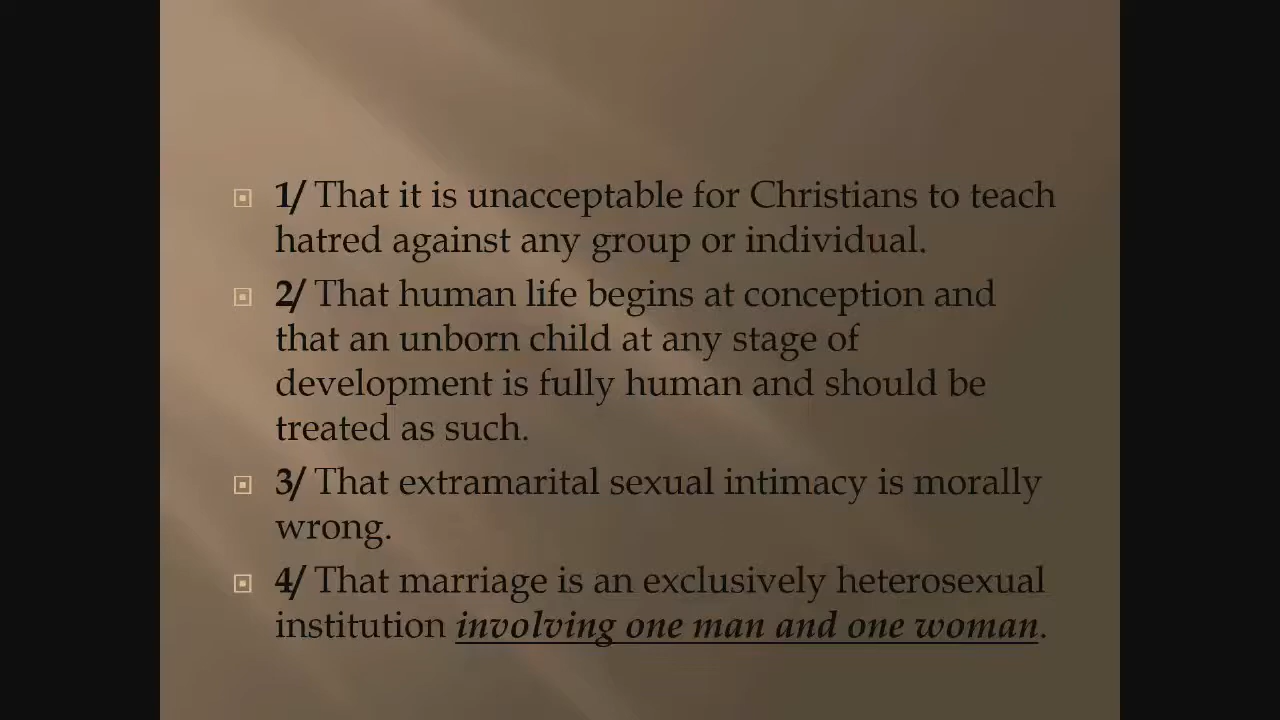 1/ That it is unacceptable for Christians to teach
hatred against any group or individual.
2/ That human life begins at conception and
that an unborn child at any stage of
development is fully human and should be
treated as such.
3/ That extramarital sexual intimacy is morally
wrong.
4/ That marriage is an exclusively heterosexual
institution involving one man and one woman.